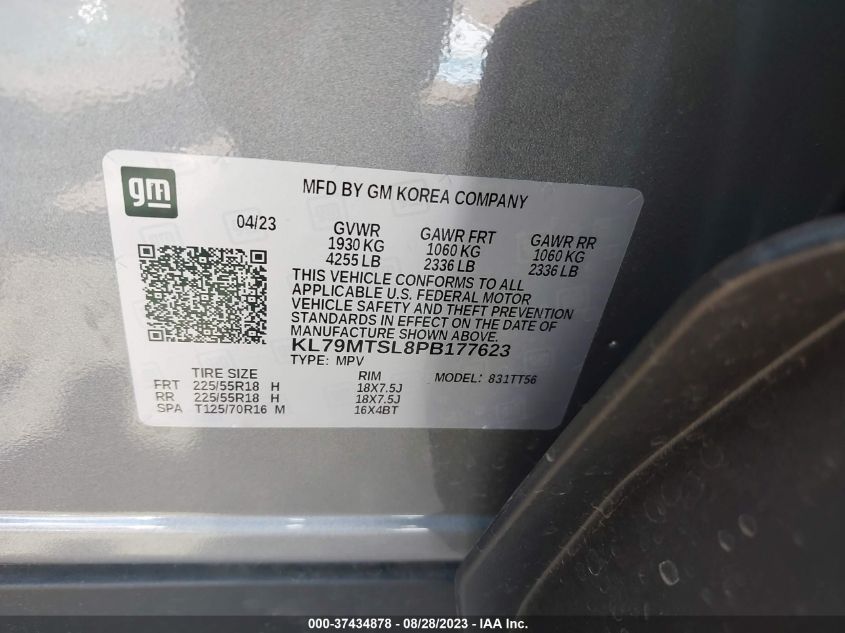 gm
MFD BY GM KOREA COMPANY
04/23
GVWR GAWR FRT GAWR RR
1930 KG 1060 KG 1060 KG
4255 LB 2336 LB 2336 LB
THIS VEHICLE CONFORMS TO ALL
APPLICABLE U.S. FEDERAL MOTOR
VEHICLE SAFETY AND THEFT PREVENTION
STANDARDS IN EFFECT ON THE DATE OF
MANUFACTURE SHOWN ABOVE.
KL79MTSL8PB177623
TYPE: MPV
TIRE SIZE RIM MODEL: 831TT56
FRT 225/55R18 H 18X7.5J
RR 225/55R18 H 18X7.5J
SPA T125/70R16 M 16X4BT
000-37434878 - 08/28/2023 - IAA Inc.